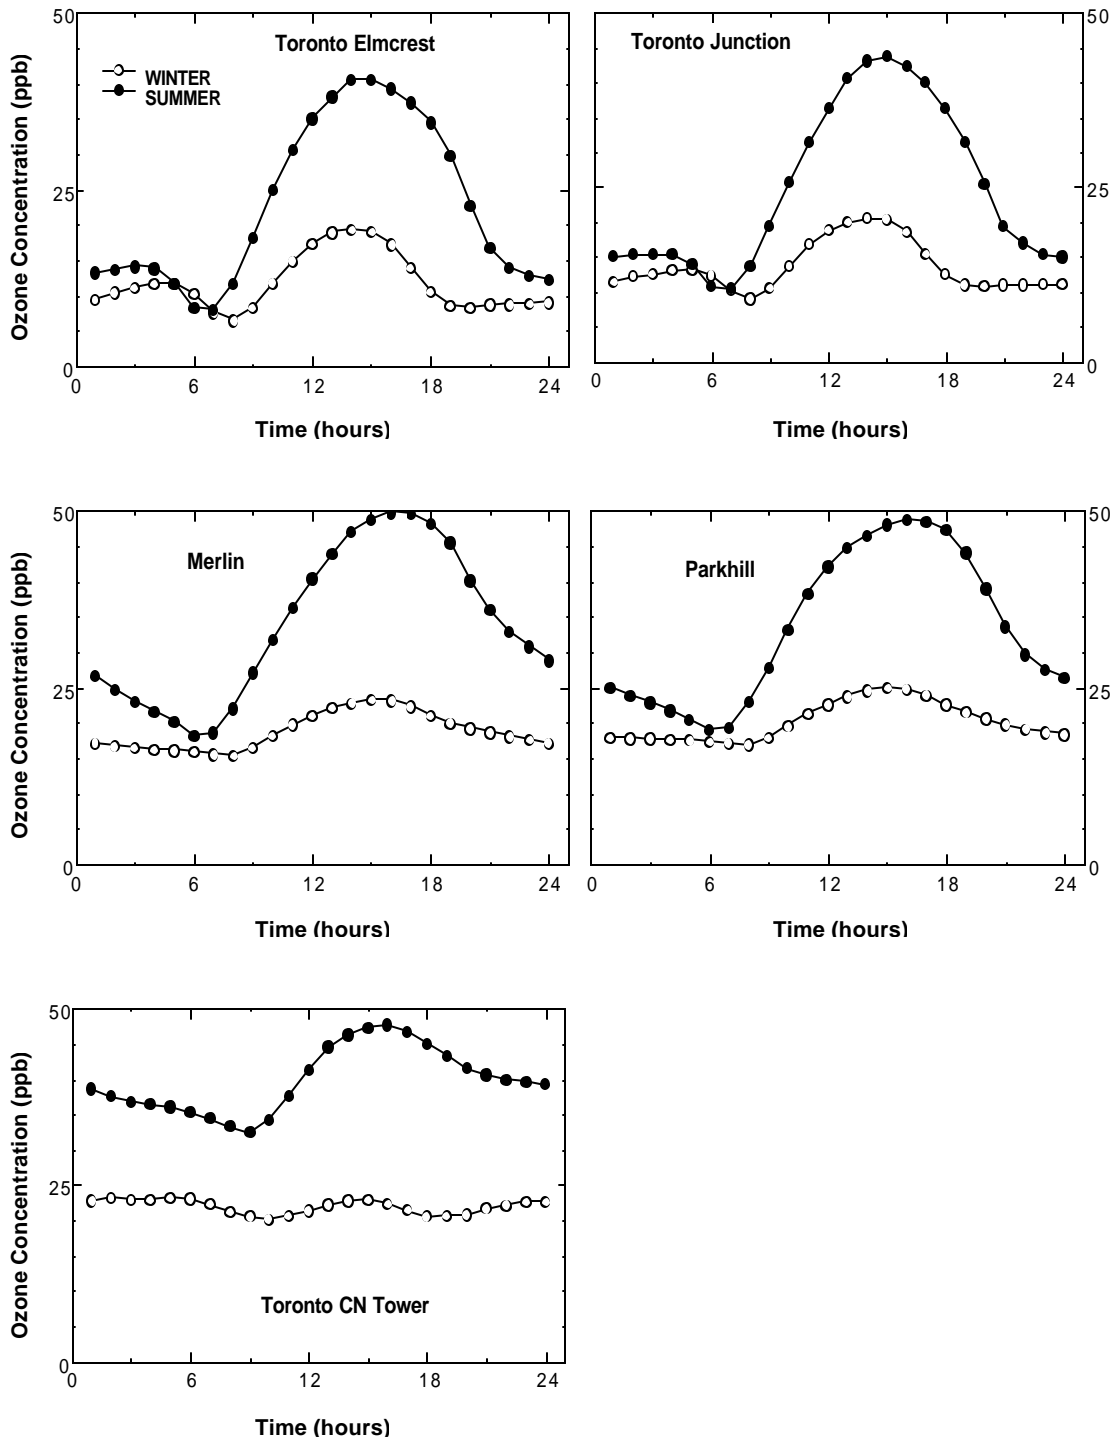 50
Toronto Elmcrest
WINTER
SUMMER
25
0
0 6 12 18 24
Ozone Concentration (ppb)
Time (hours)
Toronto Junction
50
25
0
0 6 12 18 24
Time (hours)
50
Merlin
25
0
0 6 12 18 24
Ozone Concentration (ppb)
Time (hours)
Parkhill
50
25
0
0 6 12 18 24
Time (hours)
50
25
Toronto CN Tower
0
0 6 12 18 24
Ozone Concentration (ppb)
Time (hours)